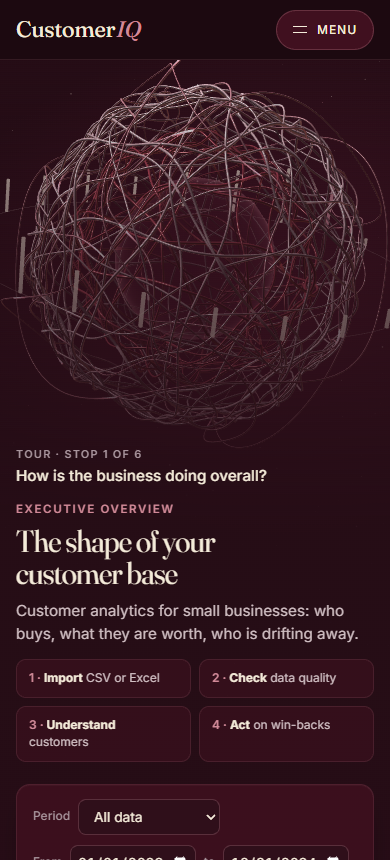 CustomerIQ
MENU
TOUR · STOP 1 OF 6
How is the business doing overall?
EXECUTIVE OVERVIEW
The shape of your
customer base
Customer analytics for small businesses: who
buys, what they are worth, who is drifting away.
1 · Import CSV or Excel
2 · Check data quality
3 · Understand
customers
4 · Act on win-backs
Period
All data